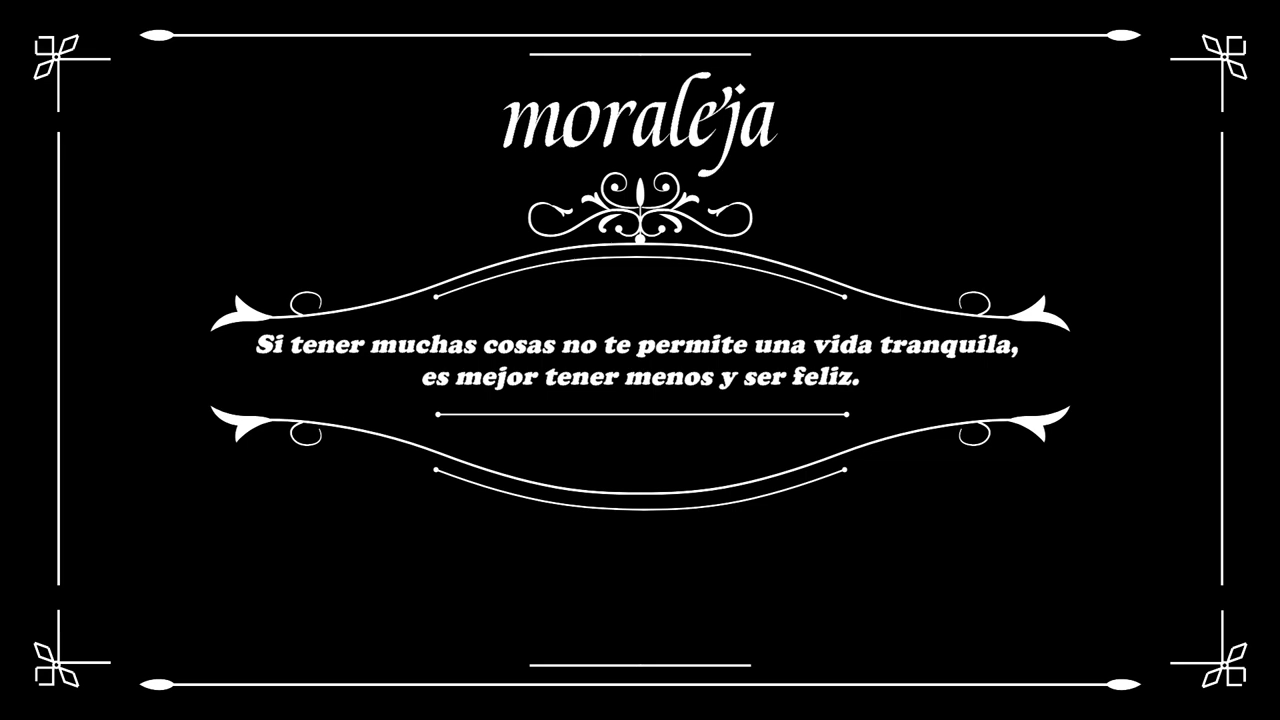 moraleja
Si tener muchas cosas no te permite una vida tranquila,
es mejor tener menos y ser feliz.